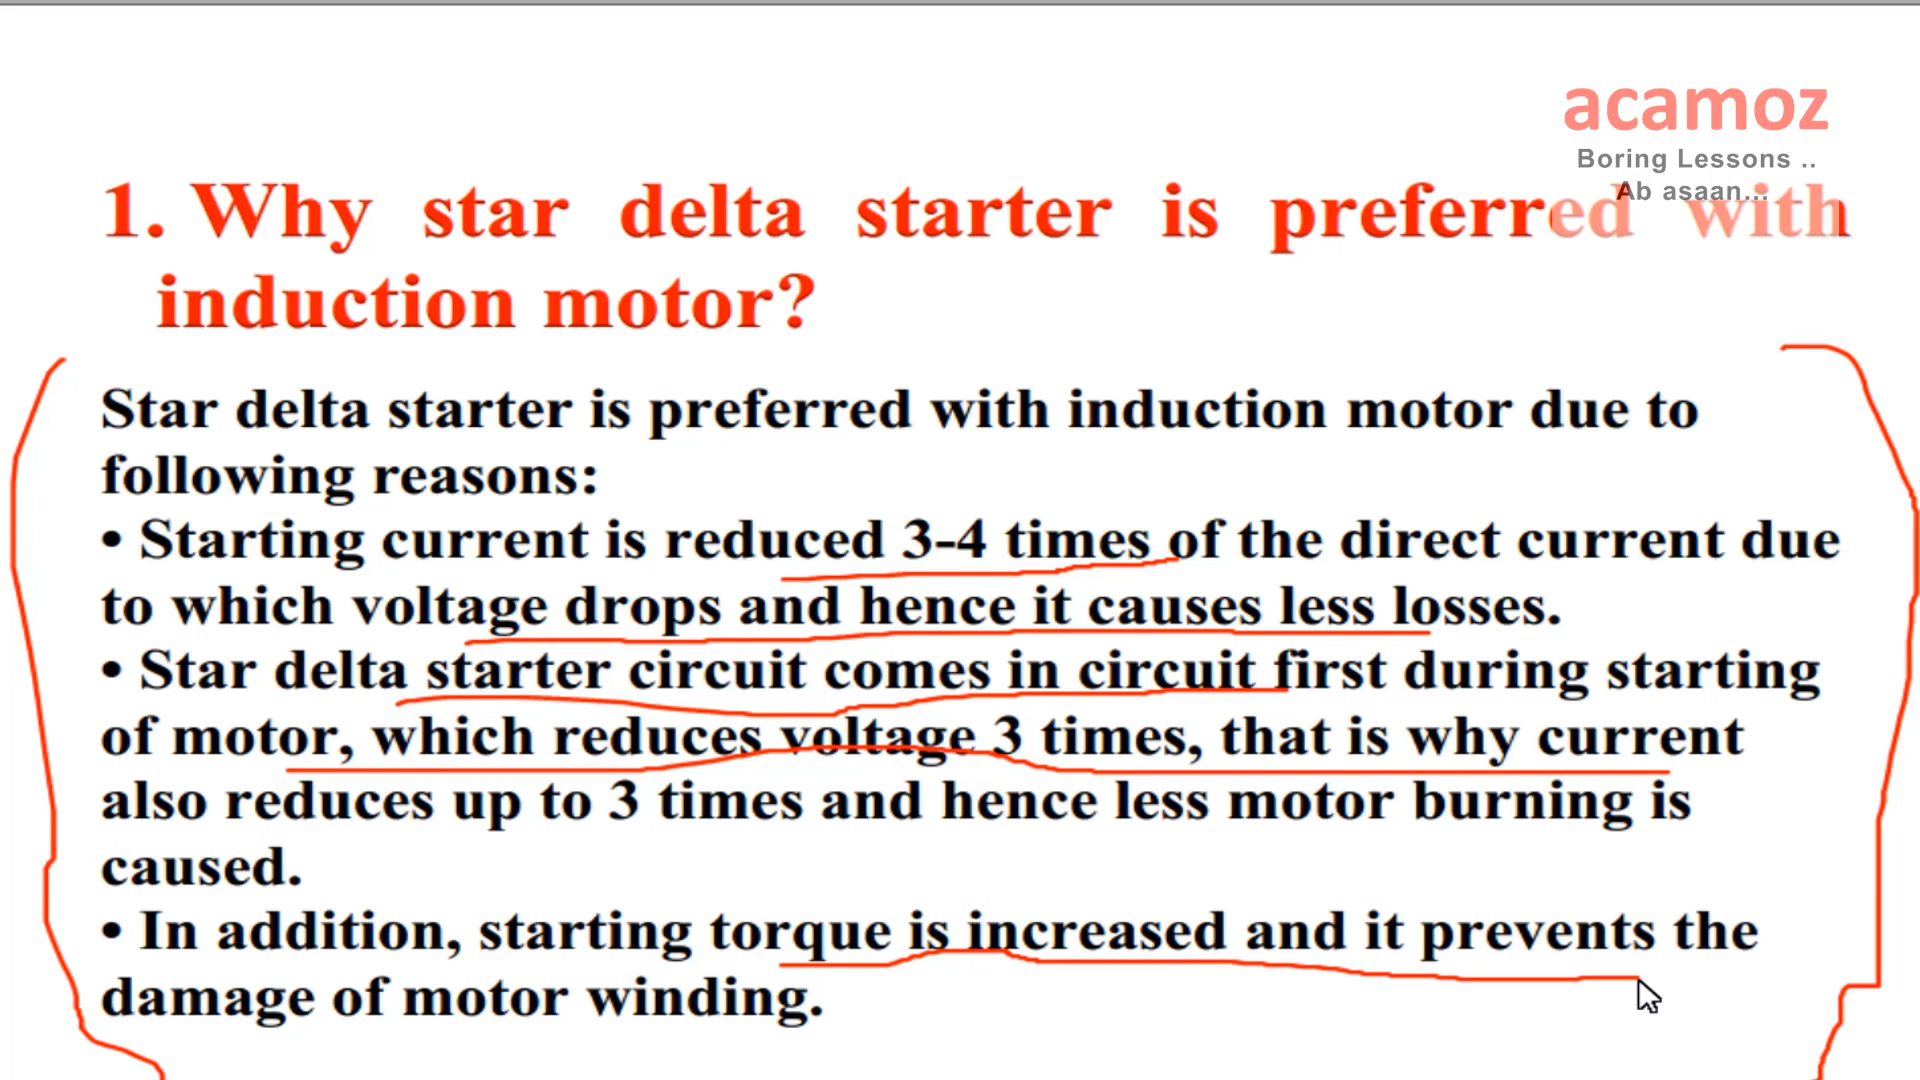 acamoz
Boring Lessons ..
Ab asaan...
1. Why star delta starter is preferred with
induction motor?
Star delta starter is preferred with induction motor due to
following reasons:
• Starting current is reduced 3-4 times of the direct current due
to which voltage drops and hence it causes less losses.
• Star delta starter circuit comes in circuit first during starting
of motor, which reduces voltage 3 times, that is why current
also reduces up to 3 times and hence less motor burning is
caused.
• In addition, starting torque is increased and it prevents the
damage of motor winding.